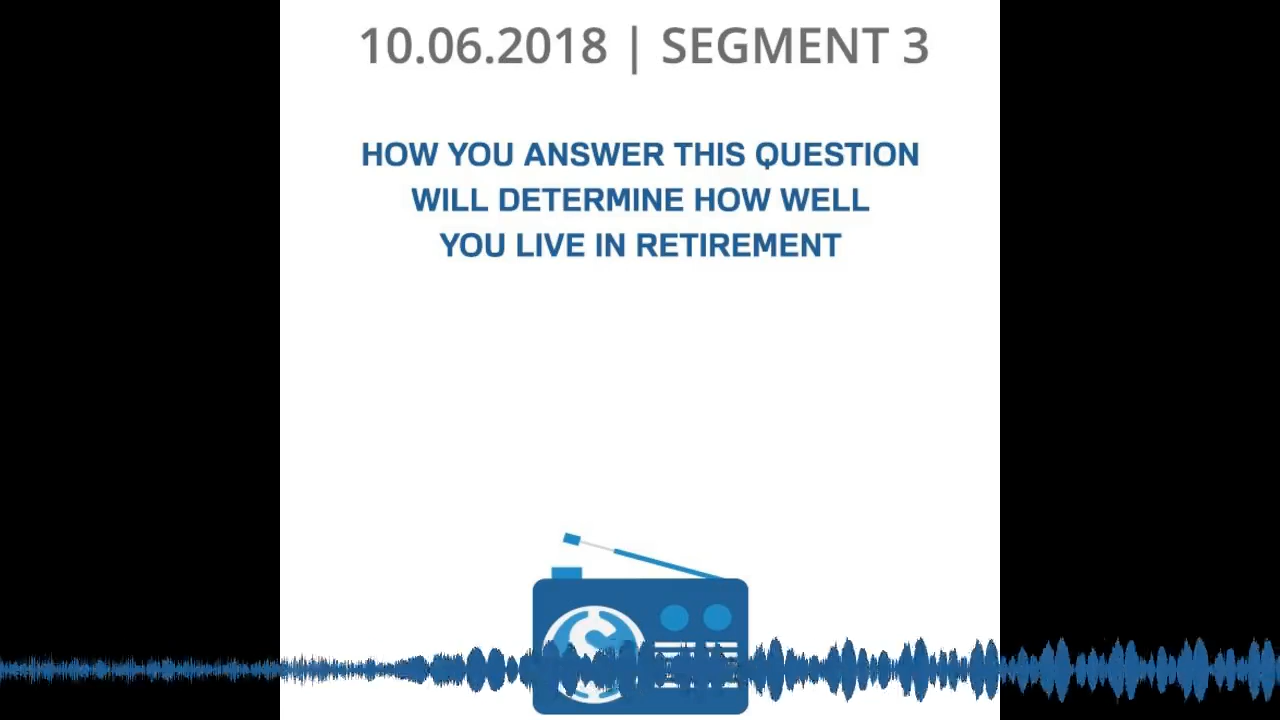 10.06.2018 | SEGMENT 3
HOW YOU ANSWER THIS QUESTION
WILL DETERMINE HOW WELL
YOU LIVE IN RETIREMENT